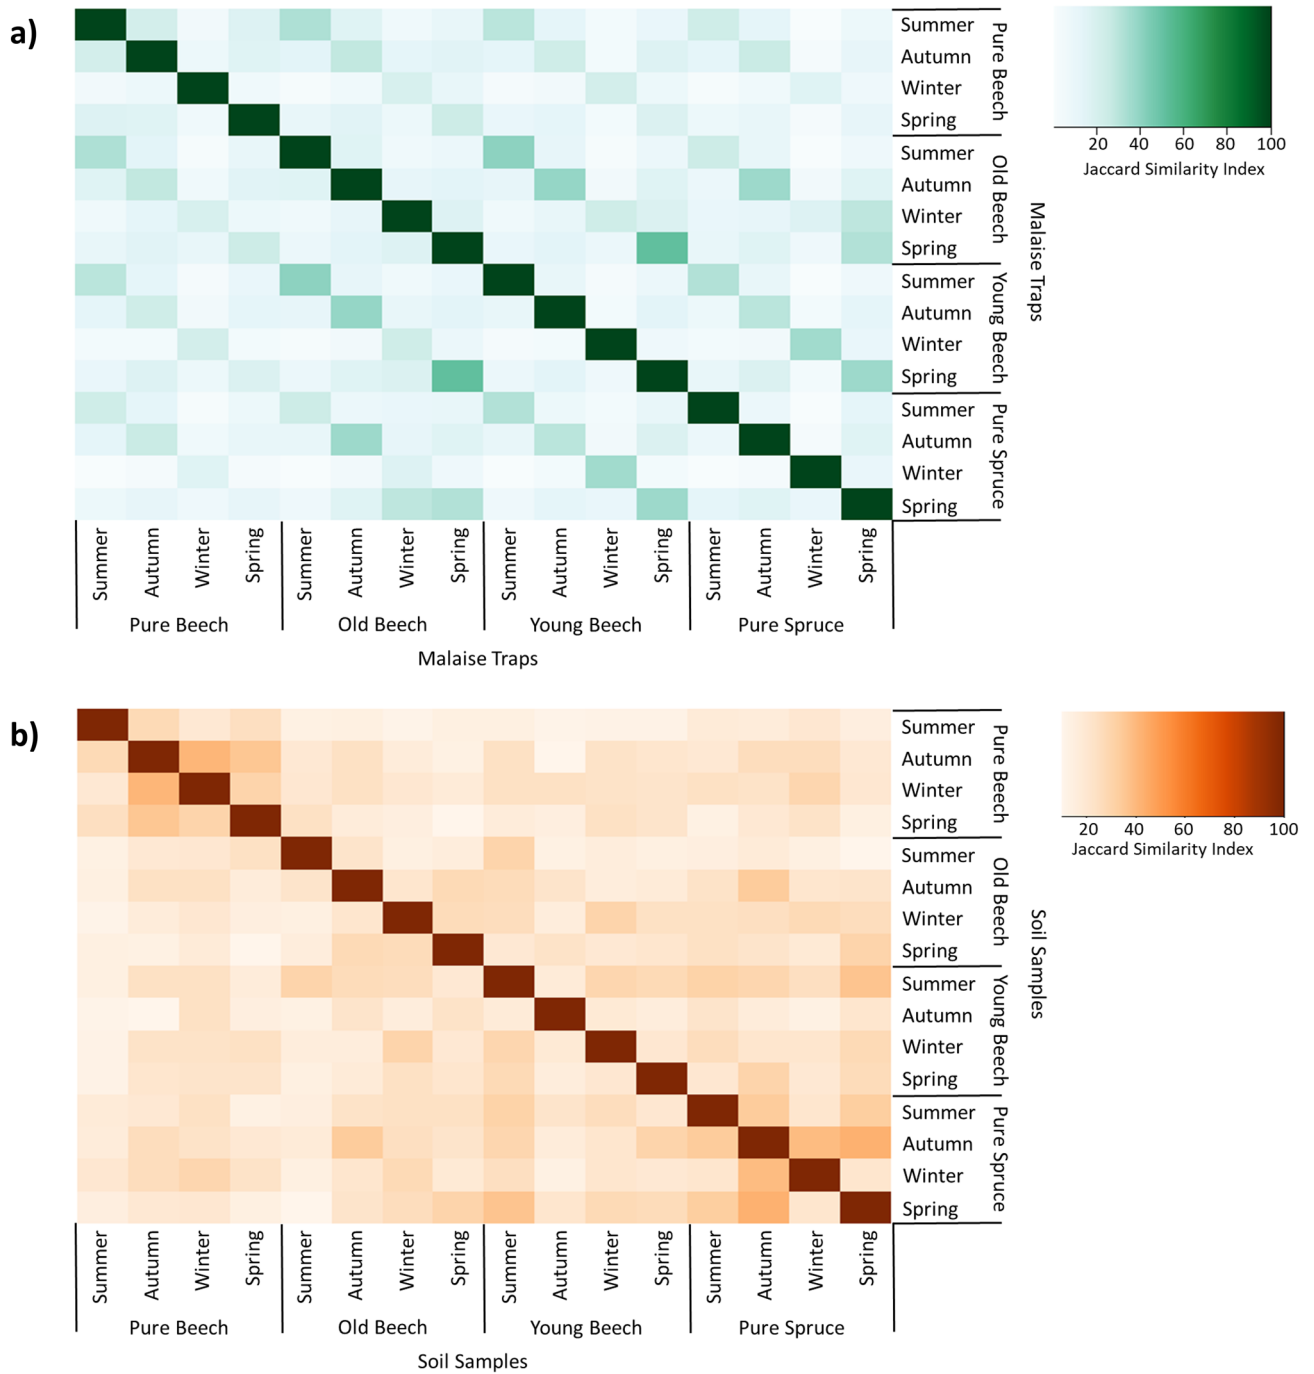 a)
Summer
Autumn
Winter
Spring
Pure Beech
Summer
Autumn
Winter
Spring
Old Beech
Summer
Autumn
Winter
Spring
Young Beech
Summer
Autumn
Winter
Spring
Pure Spruce
Malaise Traps
20 40 60 80 100
Jaccard Similarity Index
Summer Autumn Winter Spring Summer Autumn Winter Spring Summer Autumn Winter Spring Summer Autumn Winter Spring
Pure Beech Old Beech Young Beech Pure Spruce
Malaise Traps
b)
Summer
Autumn
Winter
Spring
Pure Beech
Summer
Autumn
Winter
Spring
Old Beech
Summer
Autumn
Winter
Spring
Young Beech
Summer
Autumn
Winter
Spring
Pure Spruce
Soil Samples
20 40 60 80 100
Jaccard Similarity Index
Summer Autumn Winter Spring Summer Autumn Winter Spring Summer Autumn Winter Spring Summer Autumn Winter Spring
Pure Beech Old Beech Young Beech Pure Spruce
Soil Samples